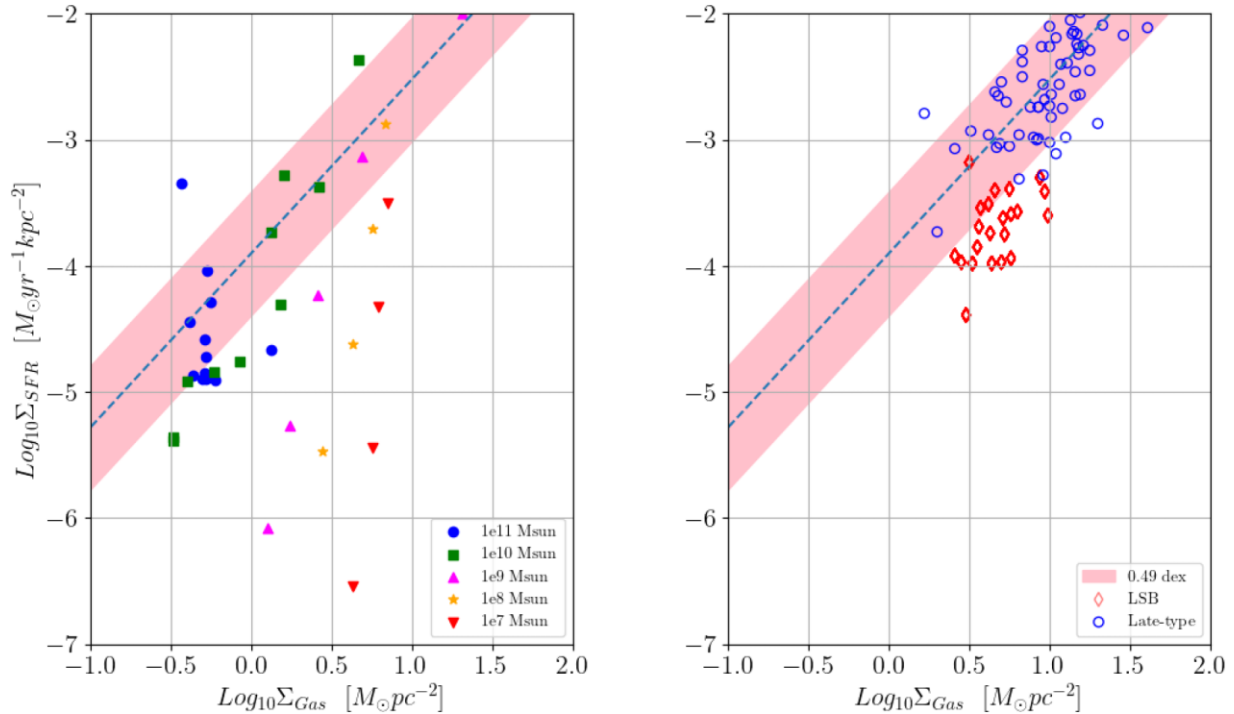 −2
−3
−4
−5
−6
−7
−1.0 −0.5 0.0 0.5 1.0 1.5 2.0
Log₁₀Σ_SFR [M⊙yr⁻¹kpc⁻²]
Log₁₀Σ_Gas [M⊙pc⁻²]
1e11 Msun
1e10 Msun
1e9 Msun
1e8 Msun
1e7 Msun
−2
−3
−4
−5
−6
−7
−1.0 −0.5 0.0 0.5 1.0 1.5 2.0
Log₁₀Σ_Gas [M⊙pc⁻²]
0.49 dex
LSB
Late-type